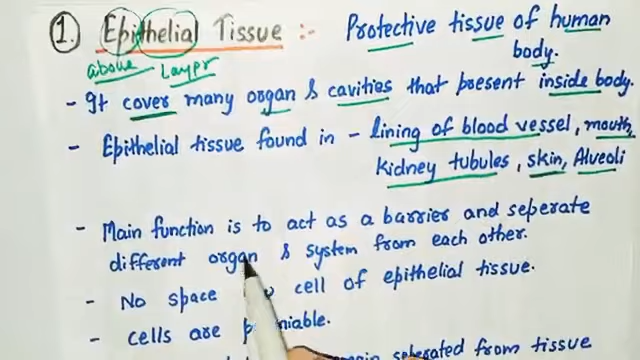 1. Epithelial Tissue :- Protective tissue of human
body.
above layer
- It covers many organ & cavities that present inside body.
- Epithelial tissue found in - lining of blood vessel, mouth,
kidney tubules, skin, Alveoli
- Main function is to act as a barrier and seperate
different organ & system from each other.
- No space cell of epithelial tissue.
- cells are
seperated from tissue